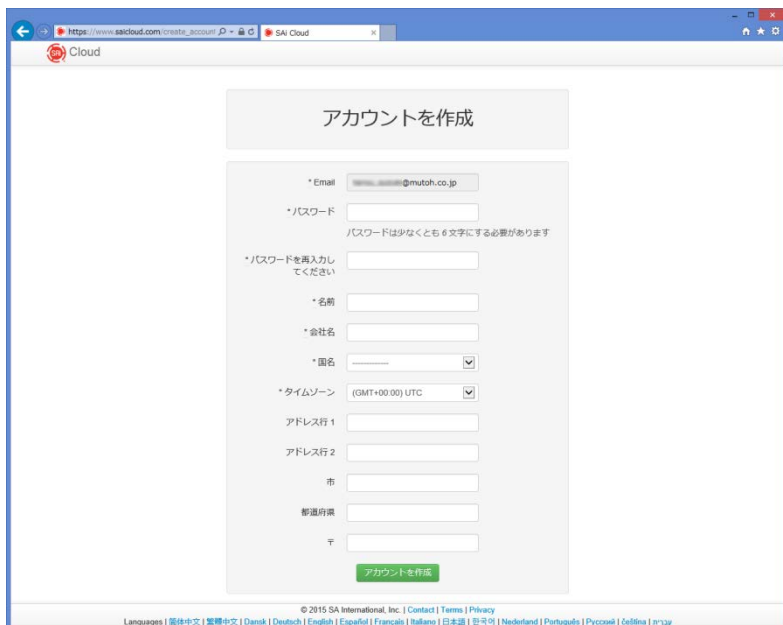 https://www.saicloud.com/create_account
SAi Cloud
SAi Cloud
アカウントを作成
* Email
@mutoh.co.jp
* パスワード
パスワードは少なくとも 6 文字にする必要があります
* パスワードを再入力し
てください
* 名前
* 会社名
* 国名
------------
* タイムゾーン
(GMT+00:00) UTC
アドレス行 1
アドレス行 2
市
都道府県
〒
アカウントを作成
© 2015 SA International, Inc. | Contact | Terms | Privacy
Languages | 简体中文 | 繁體中文 | Dansk | Deutsch | English | Español | Français | Italiano | 日本語 | 한국어 | Nederland | Português | Русский | čeština | עברית